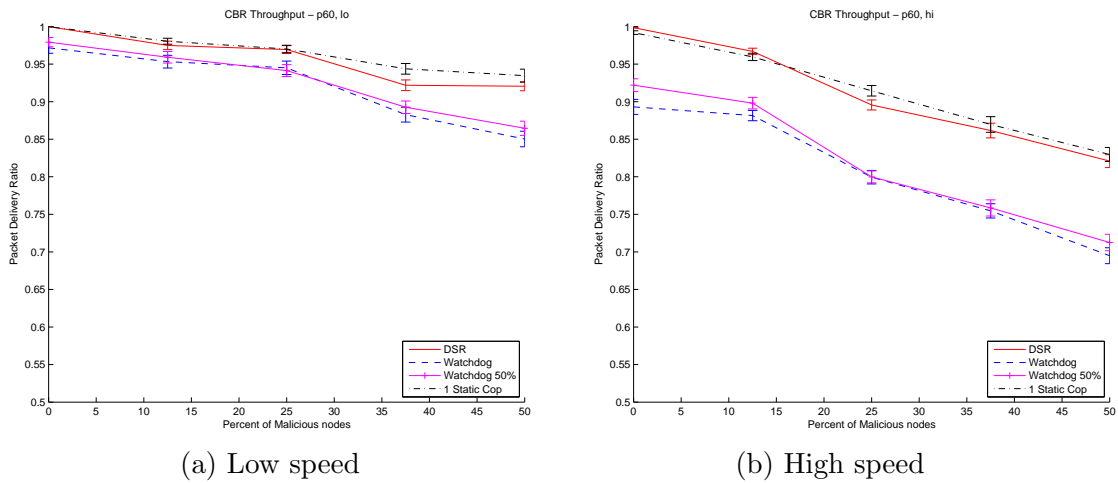 CBR Throughput – p60, lo
Packet Delivery Ratio
1
0.95
0.9
0.85
0.8
0.75
0.7
0.65
0.6
0.55
0.5
0 5 10 15 20 25 30 35 40 45 50
Percent of Malicious nodes
DSR
Watchdog
Watchdog 50%
1 Static Cop
(a) Low speed
CBR Throughput – p60, hi
Packet Delivery Ratio
1
0.95
0.9
0.85
0.8
0.75
0.7
0.65
0.6
0.55
0.5
0 5 10 15 20 25 30 35 40 45 50
Percent of Malicious nodes
DSR
Watchdog
Watchdog 50%
1 Static Cop
(b) High speed